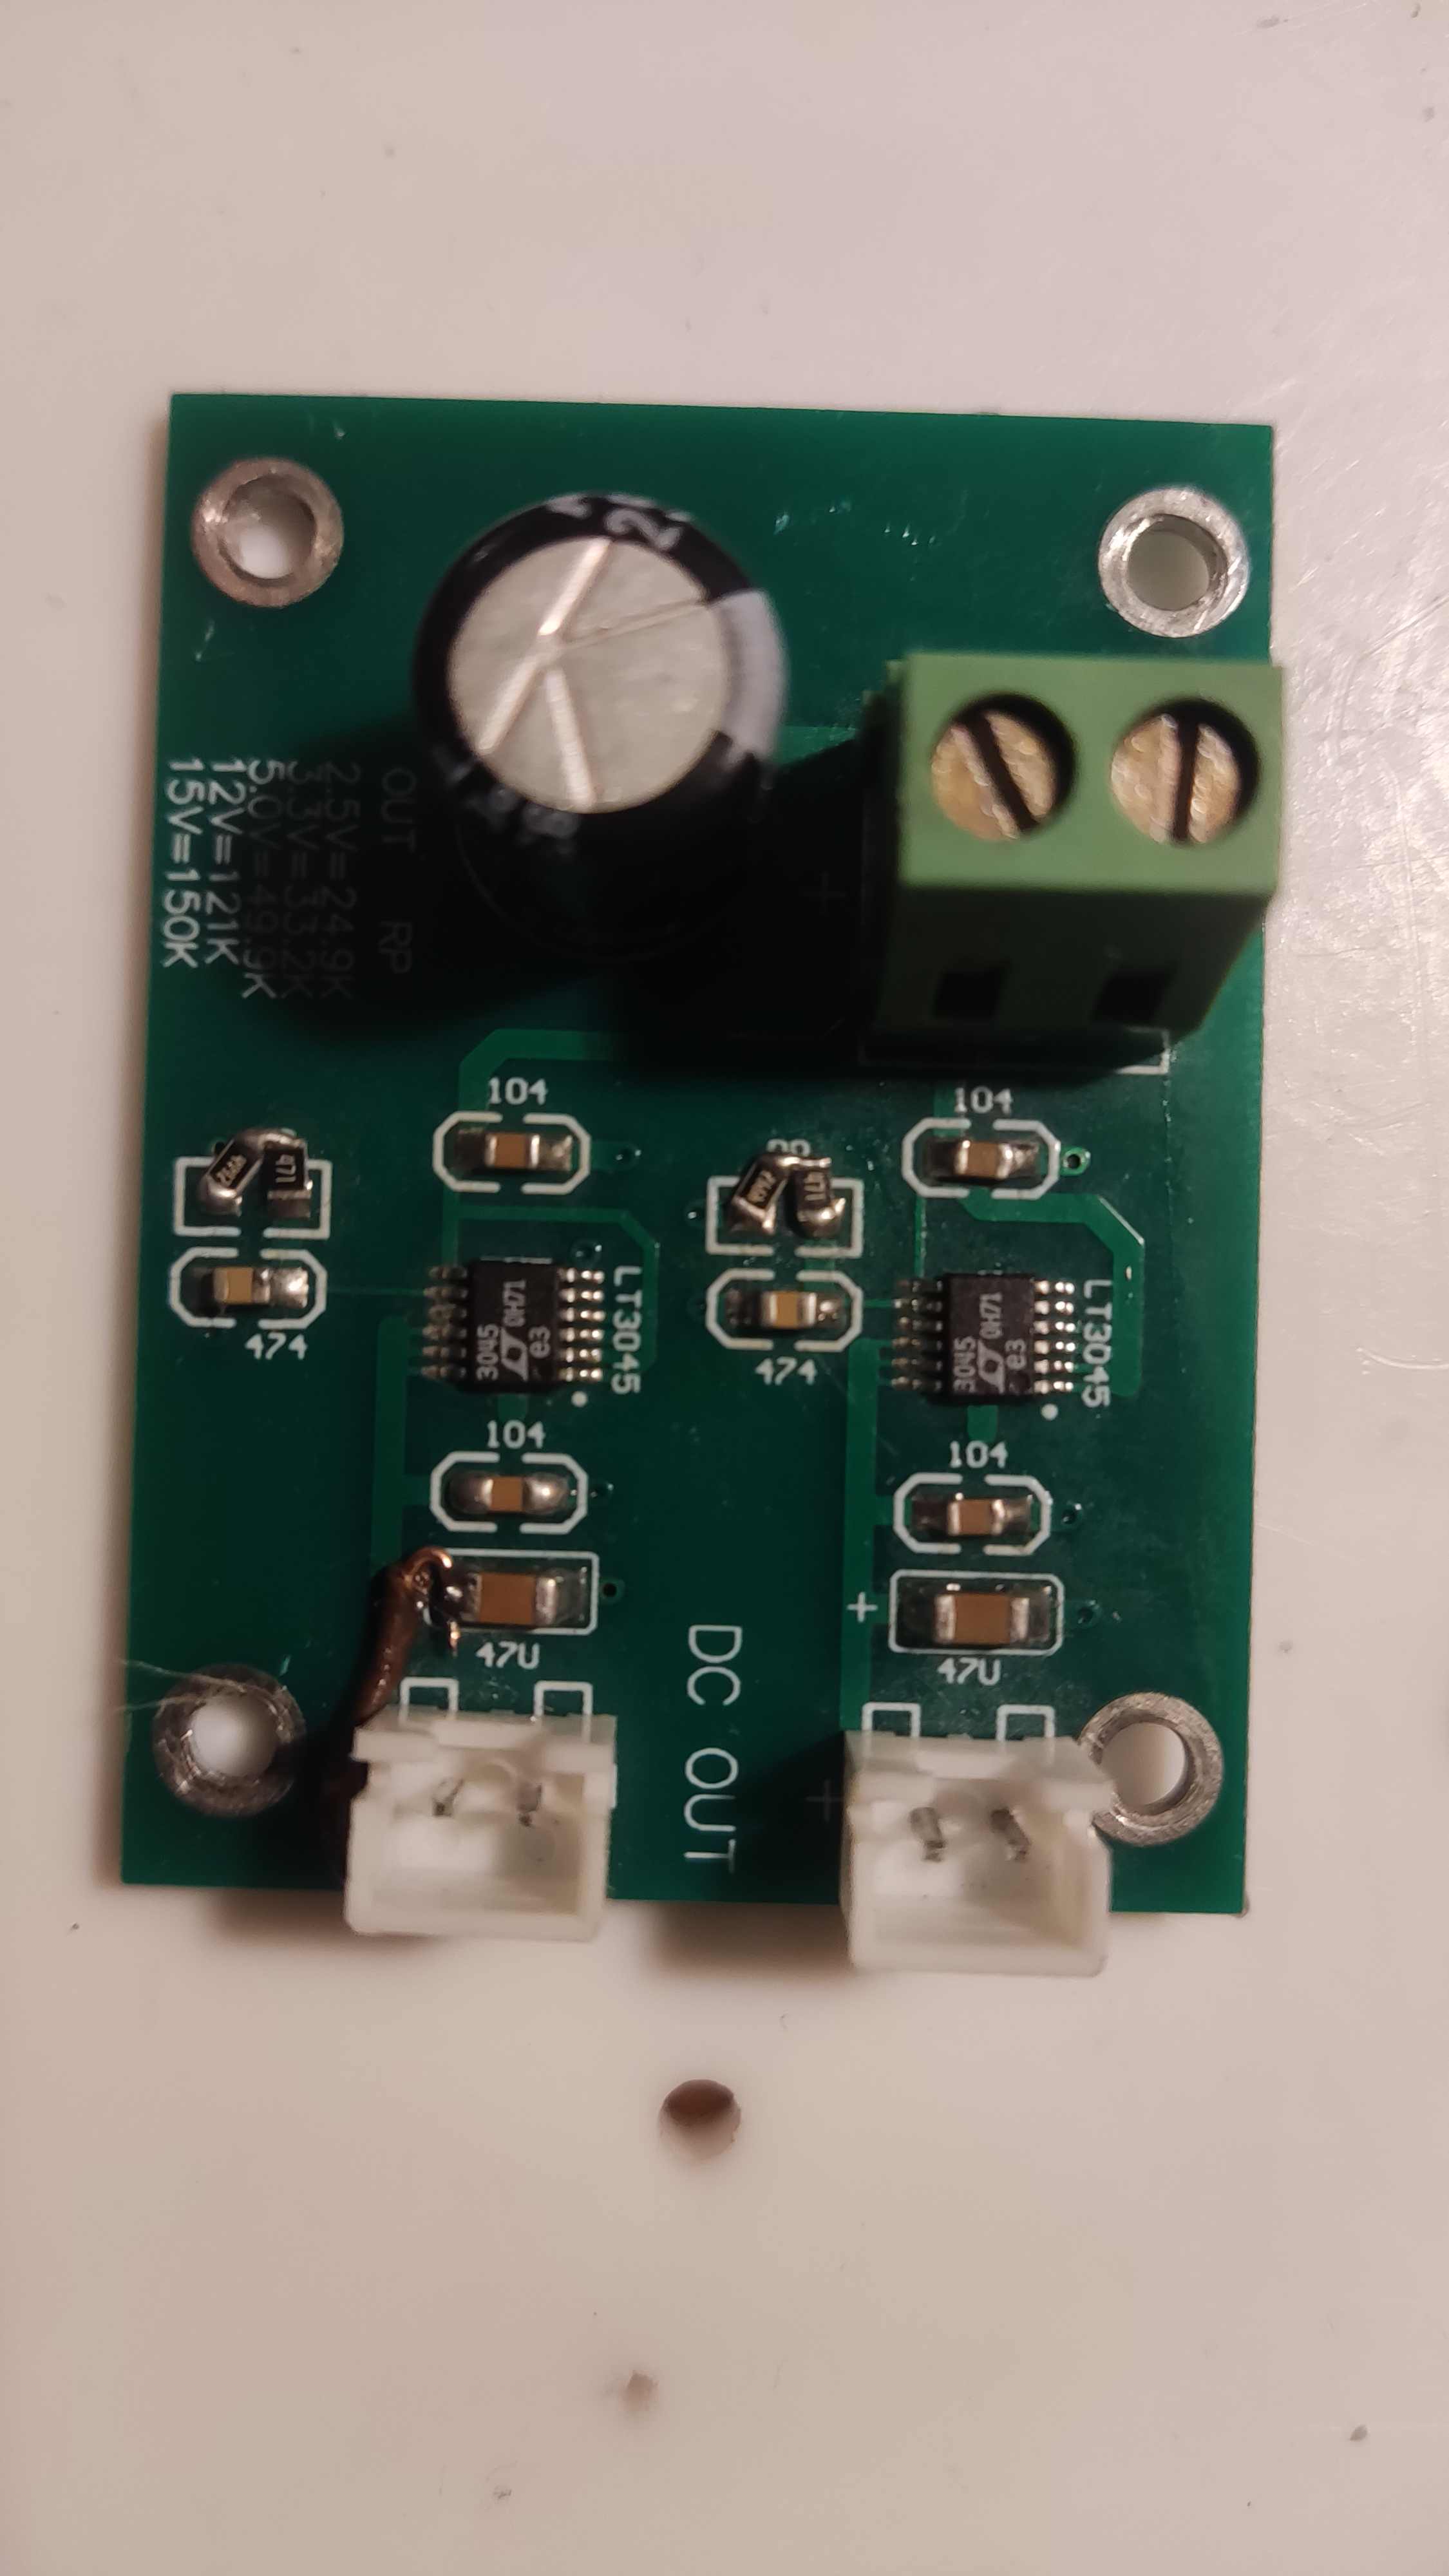 OUT RP
2.5V=24.9K
3.3V=33.2K
5.0V=49.9K
12V=121K
15V=150K
+
104
104
4992
471
471
474
474
3045
0H71
e3
LT3045
3045
0H71
e3
LT3045
104
104
47U
+
47U
DC OUT
+